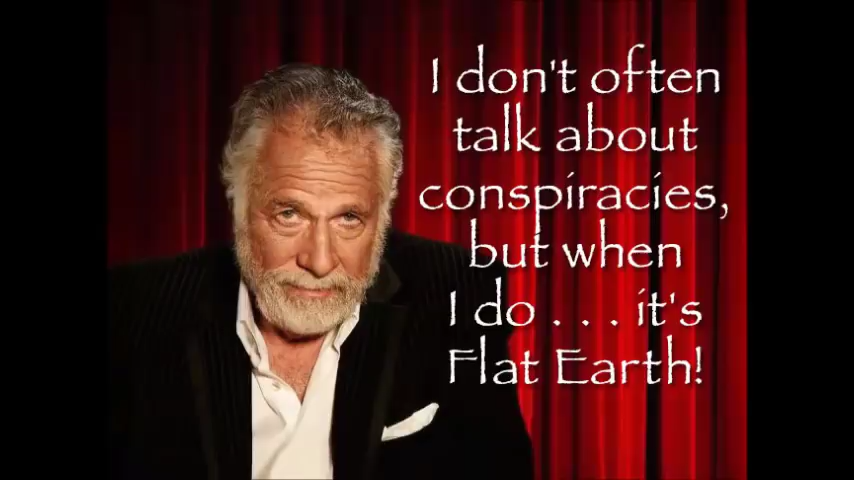 I don't often
talk about
conspiracies,
but when
I do . . . it's
Flat Earth!